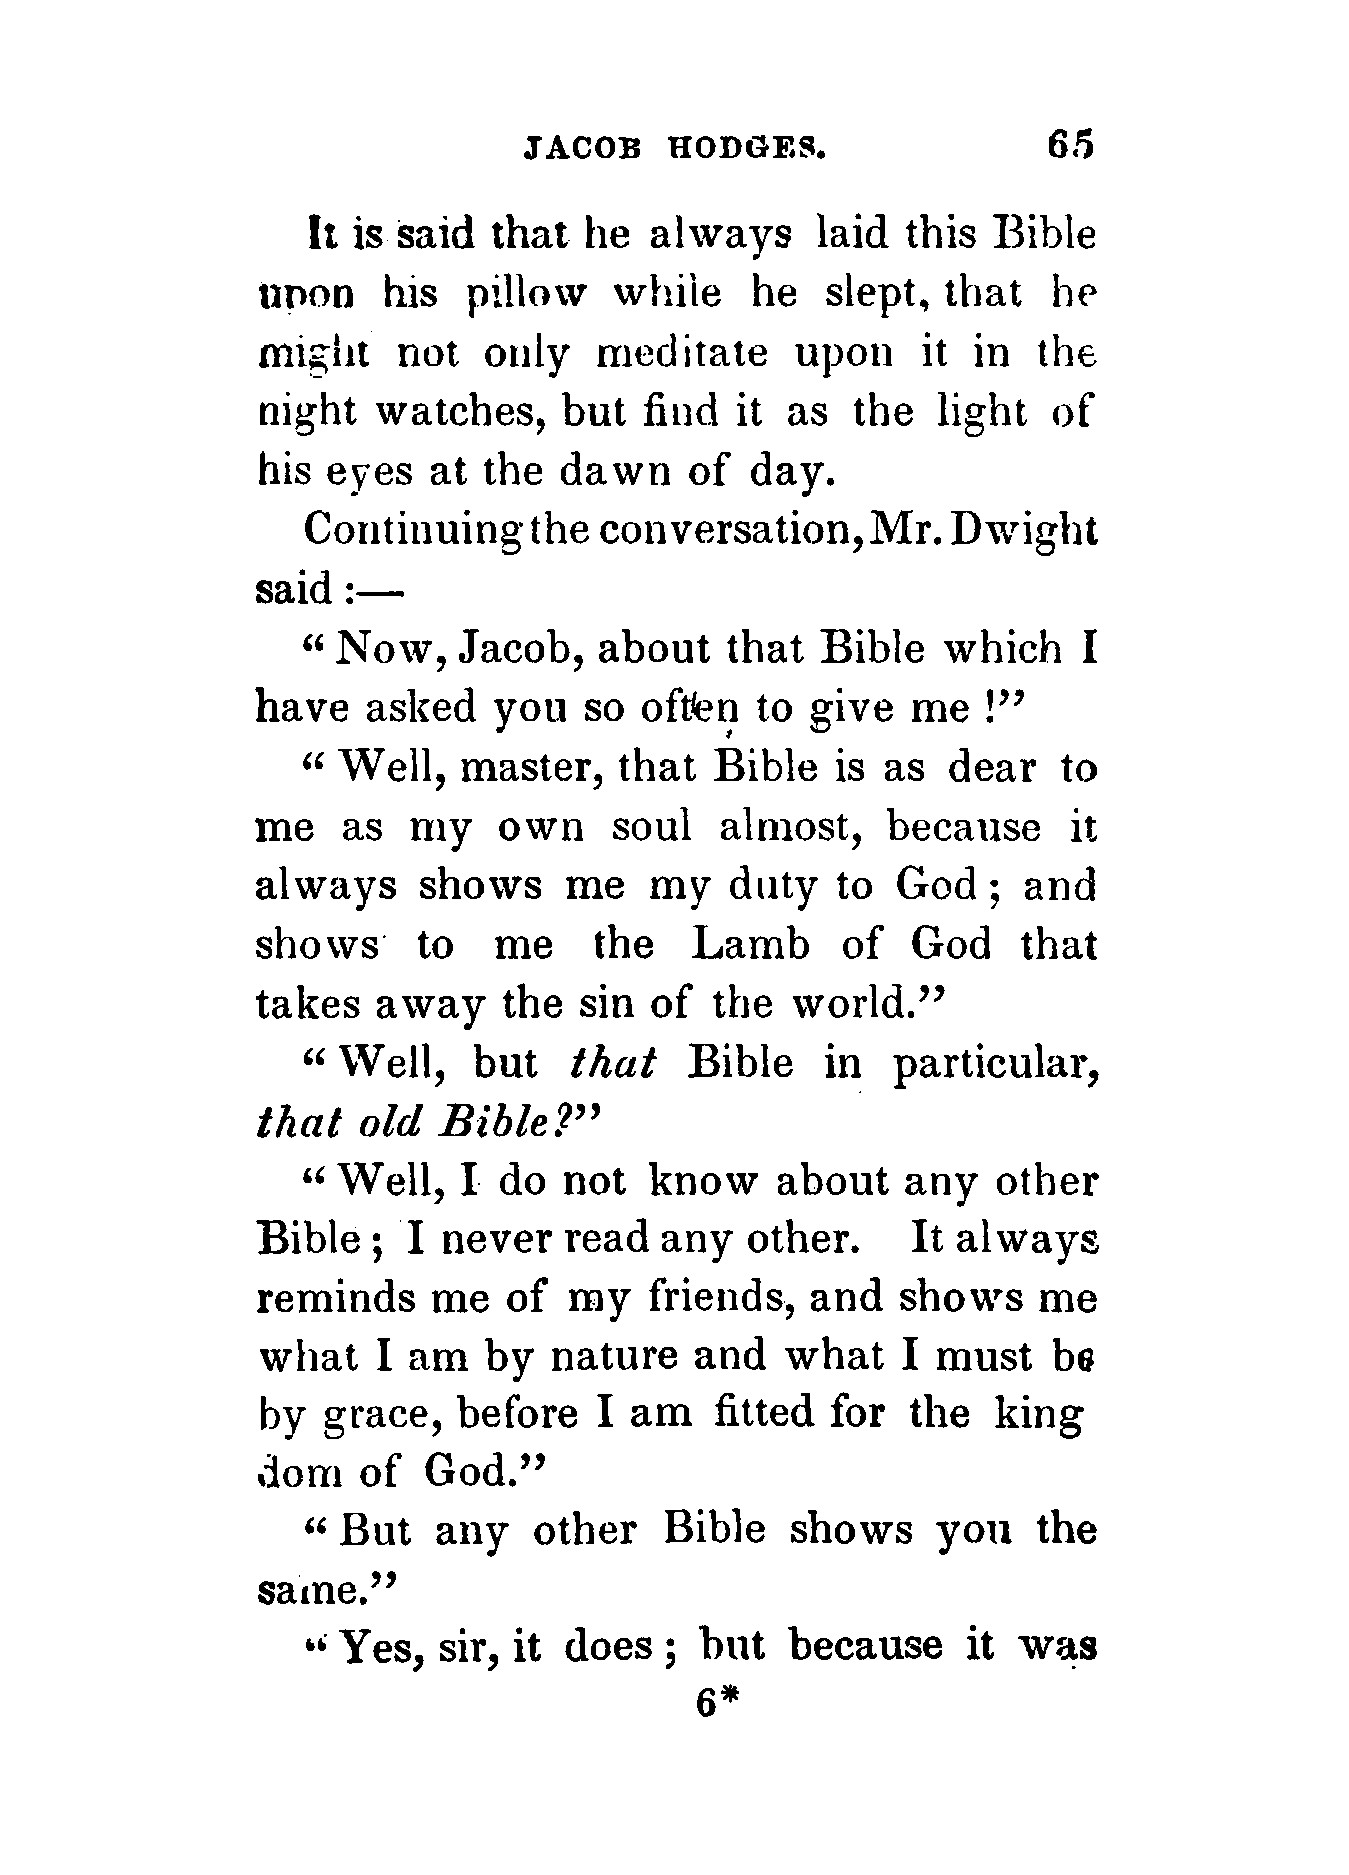 JACOB HODGES. 65
It is said that he always laid this Bible
upon his pillow while he slept, that he
might not only meditate upon it in the
night watches, but find it as the light of
his eyes at the dawn of day.
Continuing the conversation, Mr. Dwight
said :—
“ Now, Jacob, about that Bible which I
have asked you so often to give me !”
“ Well, master, that Bible is as dear to
me as my own soul almost, because it
always shows me my duty to God ; and
shows to me the Lamb of God that
takes away the sin of the world.”
“ Well, but that Bible in particular,
that old Bible?”
“ Well, I do not know about any other
Bible ; I never read any other. It always
reminds me of my friends, and shows me
what I am by nature and what I must be
by grace, before I am fitted for the king
dom of God.”
“ But any other Bible shows you the
same.”
“ Yes, sir, it does ; but because it was
6*